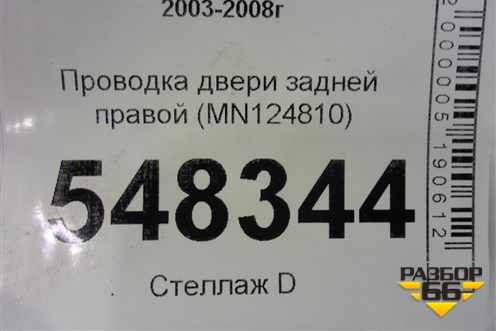 2003-2008г
Проводка двери задней
правой (MN124810)
548344
Стеллаж D
2000005190612
РАЗБОР
66